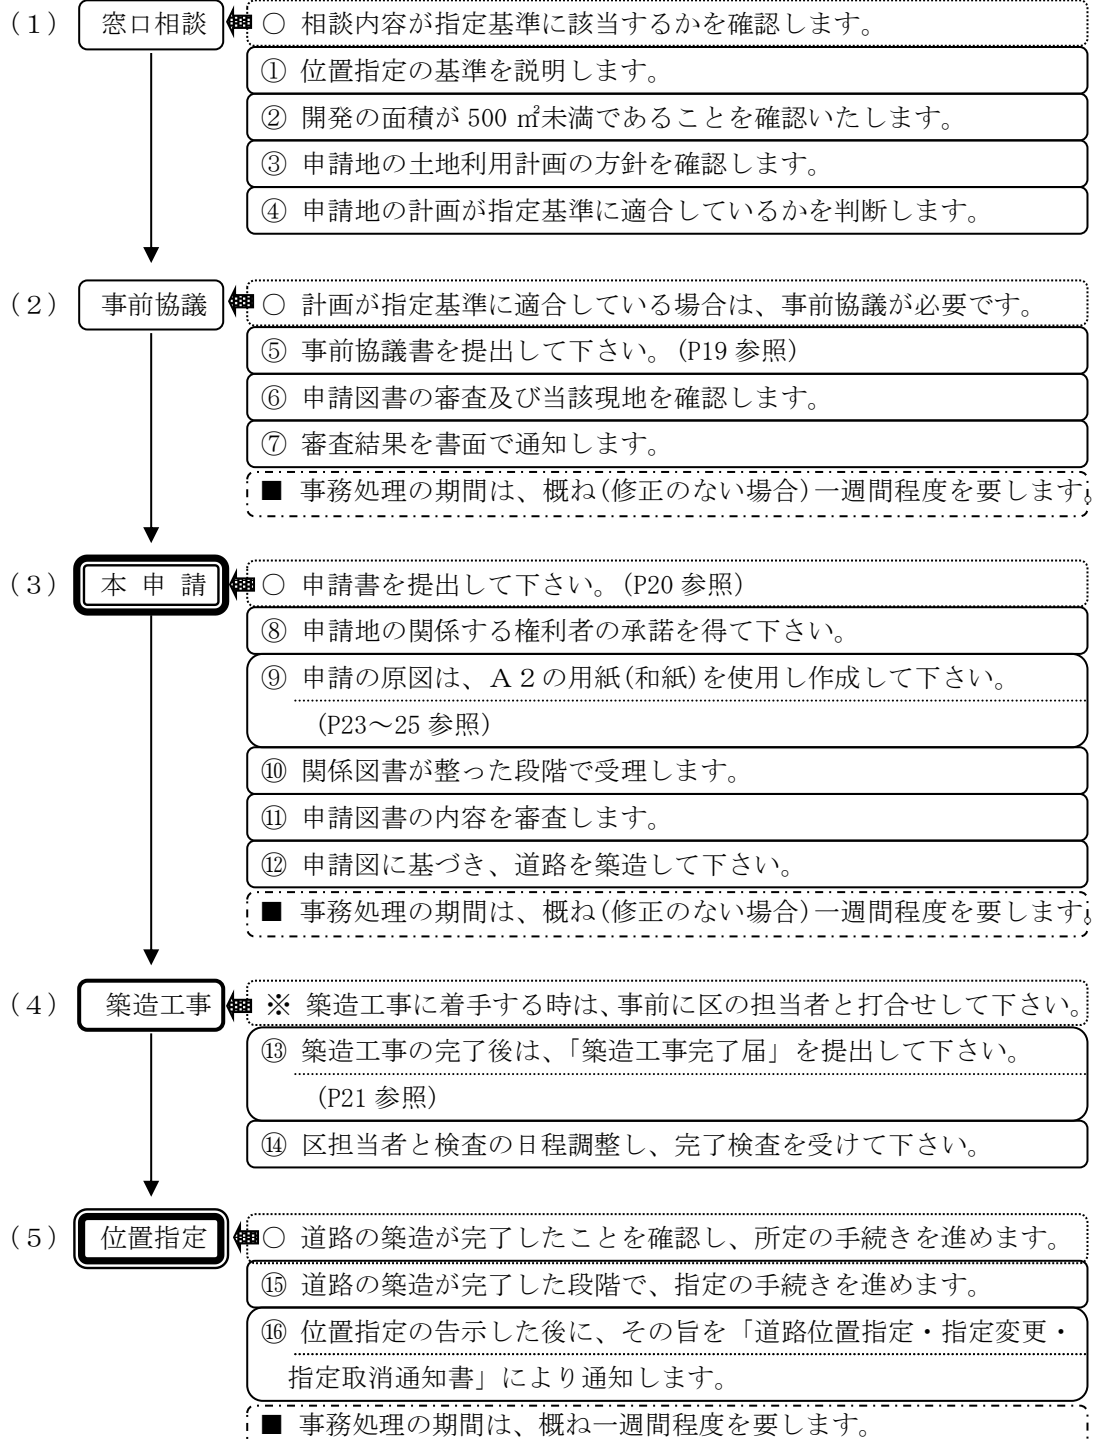 (1) 窓口相談 ○ 相談内容が指定基準に該当するかを確認します。
① 位置指定の基準を説明します。
② 開発の面積が 500 ㎡未満であることを確認いたします。
③ 申請地の土地利用計画の方針を確認します。
④ 申請地の計画が指定基準に適合しているかを判断します。
(2) 事前協議 ○ 計画が指定基準に適合している場合は、事前協議が必要です。
⑤ 事前協議書を提出して下さい。(P19 参照)
⑥ 申請図書の審査及び当該現地を確認します。
⑦ 審査結果を書面で通知します。
■ 事務処理の期間は、概ね(修正のない場合)一週間程度を要します。
(3) 本 申 請 ○ 申請書を提出して下さい。(P20 参照)
⑧ 申請地の関係する権利者の承諾を得て下さい。
⑨ 申請の原図は、A2の用紙(和紙)を使用し作成して下さい。
(P23～25 参照)
⑩ 関係図書が整った段階で受理します。
⑪ 申請図書の内容を審査します。
⑫ 申請図に基づき、道路を築造して下さい。
■ 事務処理の期間は、概ね(修正のない場合)一週間程度を要します。
(4) 築造工事 ※ 築造工事に着手する時は、事前に区の担当者と打合せして下さい。
⑬ 築造工事の完了後は、「築造工事完了届」を提出して下さい。
(P21 参照)
⑭ 区担当者と検査の日程調整し、完了検査を受けて下さい。
(5) 位置指定 ○ 道路の築造が完了したことを確認し、所定の手続きを進めます。
⑮ 道路の築造が完了した段階で、指定の手続きを進めます。
⑯ 位置指定の告示した後に、その旨を「道路位置指定・指定変更・
指定取消通知書」により通知します。
■ 事務処理の期間は、概ね一週間程度を要します。